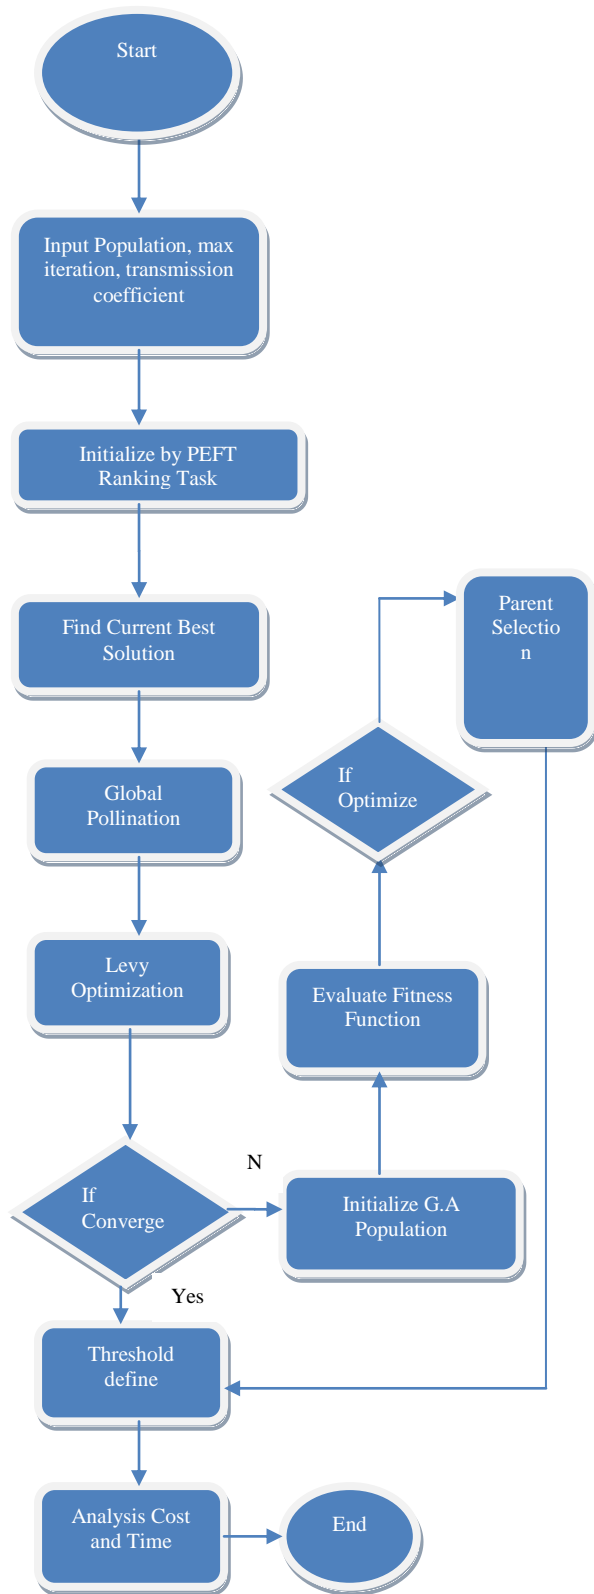 Start
Input Population, max
iteration, transmission
coefficient
Initialize by PEFT
Ranking Task
Find Current Best
Solution
Global
Pollination
Levy
Optimization
If
Converge
N
Yes
Initialize G.A
Population
Evaluate Fitness
Function
If
Optimize
Parent
Selectio
n
Threshold
define
Analysis Cost
and Time
End